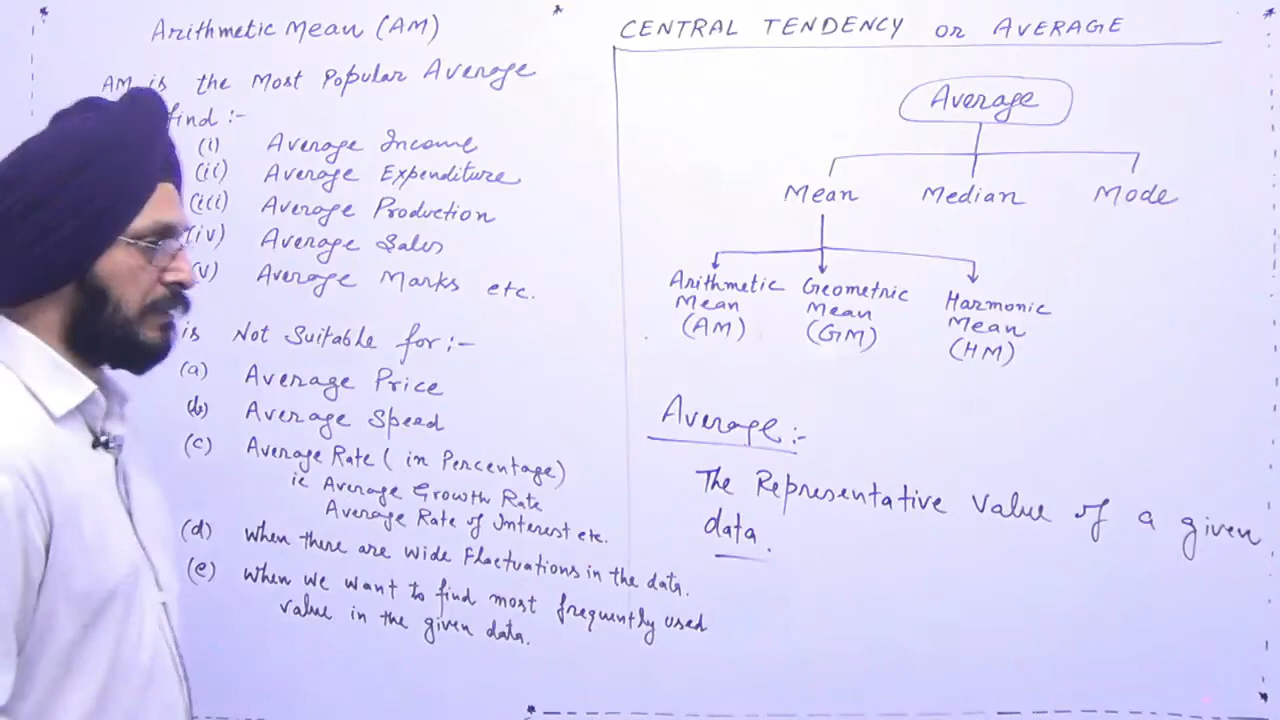 Arithmetic Mean (AM)
AM is the Most Popular Average
find :-
(i) Average Income
(ii) Average Expenditure
(iii) Average Production
(iv) Average Sales
(v) Average Marks etc.
is Not Suitable for :-
(a) Average Price
(b) Average Speed
(c) Average Rate ( in Percentage)
ie Average Growth Rate
Average Rate of Interest etc.
(d) when there are wide Fluctuations in the data.
(e) when we want to find most frequently used
value in the given data.
CENTRAL TENDENCY or AVERAGE
Average
Mean Median Mode
Arithmetic Mean (AM)
Geometric Mean (GM)
Harmonic Mean (HM)
Average :-
The Representative value of a given
data.